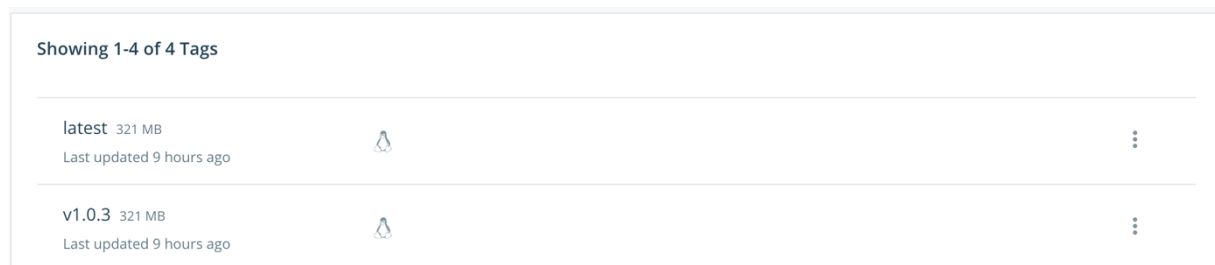 Showing 1-4 of 4 Tags
latest 321 MB
Last updated 9 hours ago
v1.0.3 321 MB
Last updated 9 hours ago